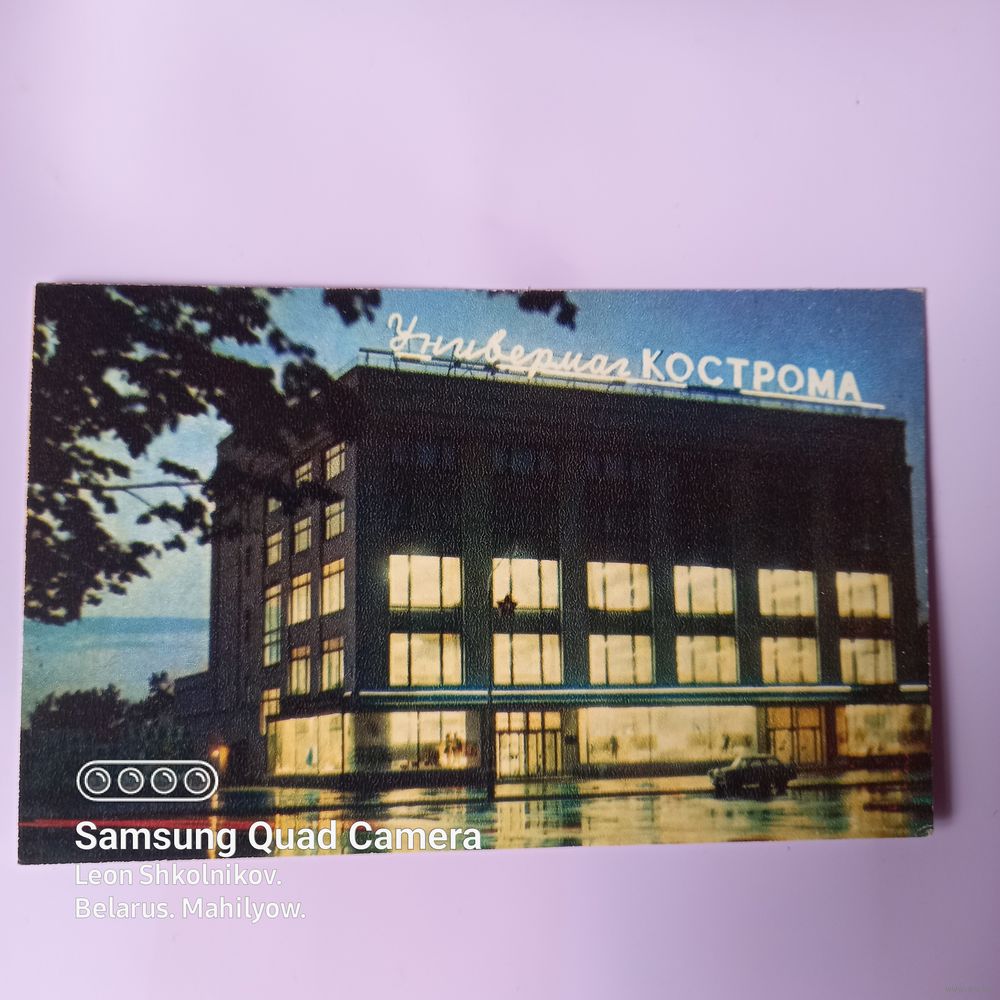 Универмаг КОСТРОМА
Samsung Quad Camera
Leon Shkolnikov.
Belarus. Mahilyow.